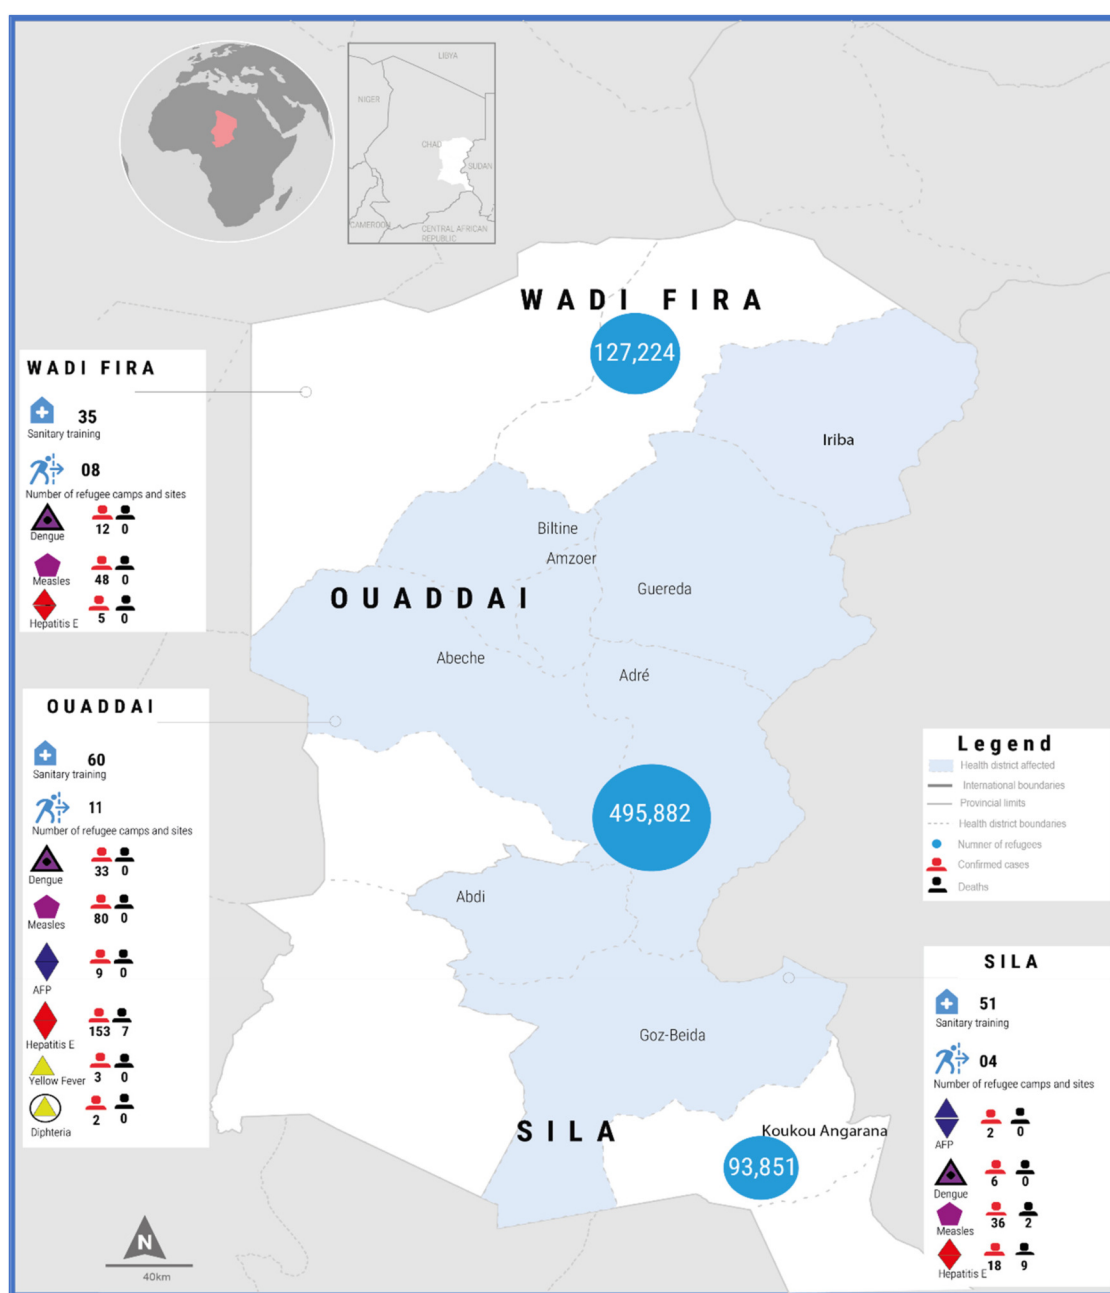 LIBYA
NIGER
CHAD
SUDAN
CAMEROON
CENTRAL AFRICAN
REPUBLIC
WADI FIRA
127,224
Iriba
Biltine
Amzoer
Guereda
OUADDAI
Abeche
Adré
495,882
Abdi
Goz-Beida
SILA
Koukou Angarana
93,851
WADI FIRA
35
Sanitary training
08
Number of refugee camps and sites
12 0
Dengue
48 0
Measles
5 0
Hepatitis E
OUADDAI
60
Sanitary training
11
Number of refugee camps and sites
33 0
Dengue
80 0
Measles
9 0
AFP
153 7
Hepatitis E
3 0
Yellow Fever
2 0
Diphteria
Legend
Health district affected
International boundaries
Provincial limits
Health district boundaries
Numner of refugees
Confirmed cases
Deaths
SILA
51
Sanitary training
04
Number of refugee camps and sites
2 0
AFP
6 0
Dengue
36 2
Measles
18 9
Hepatitis E
N
40km